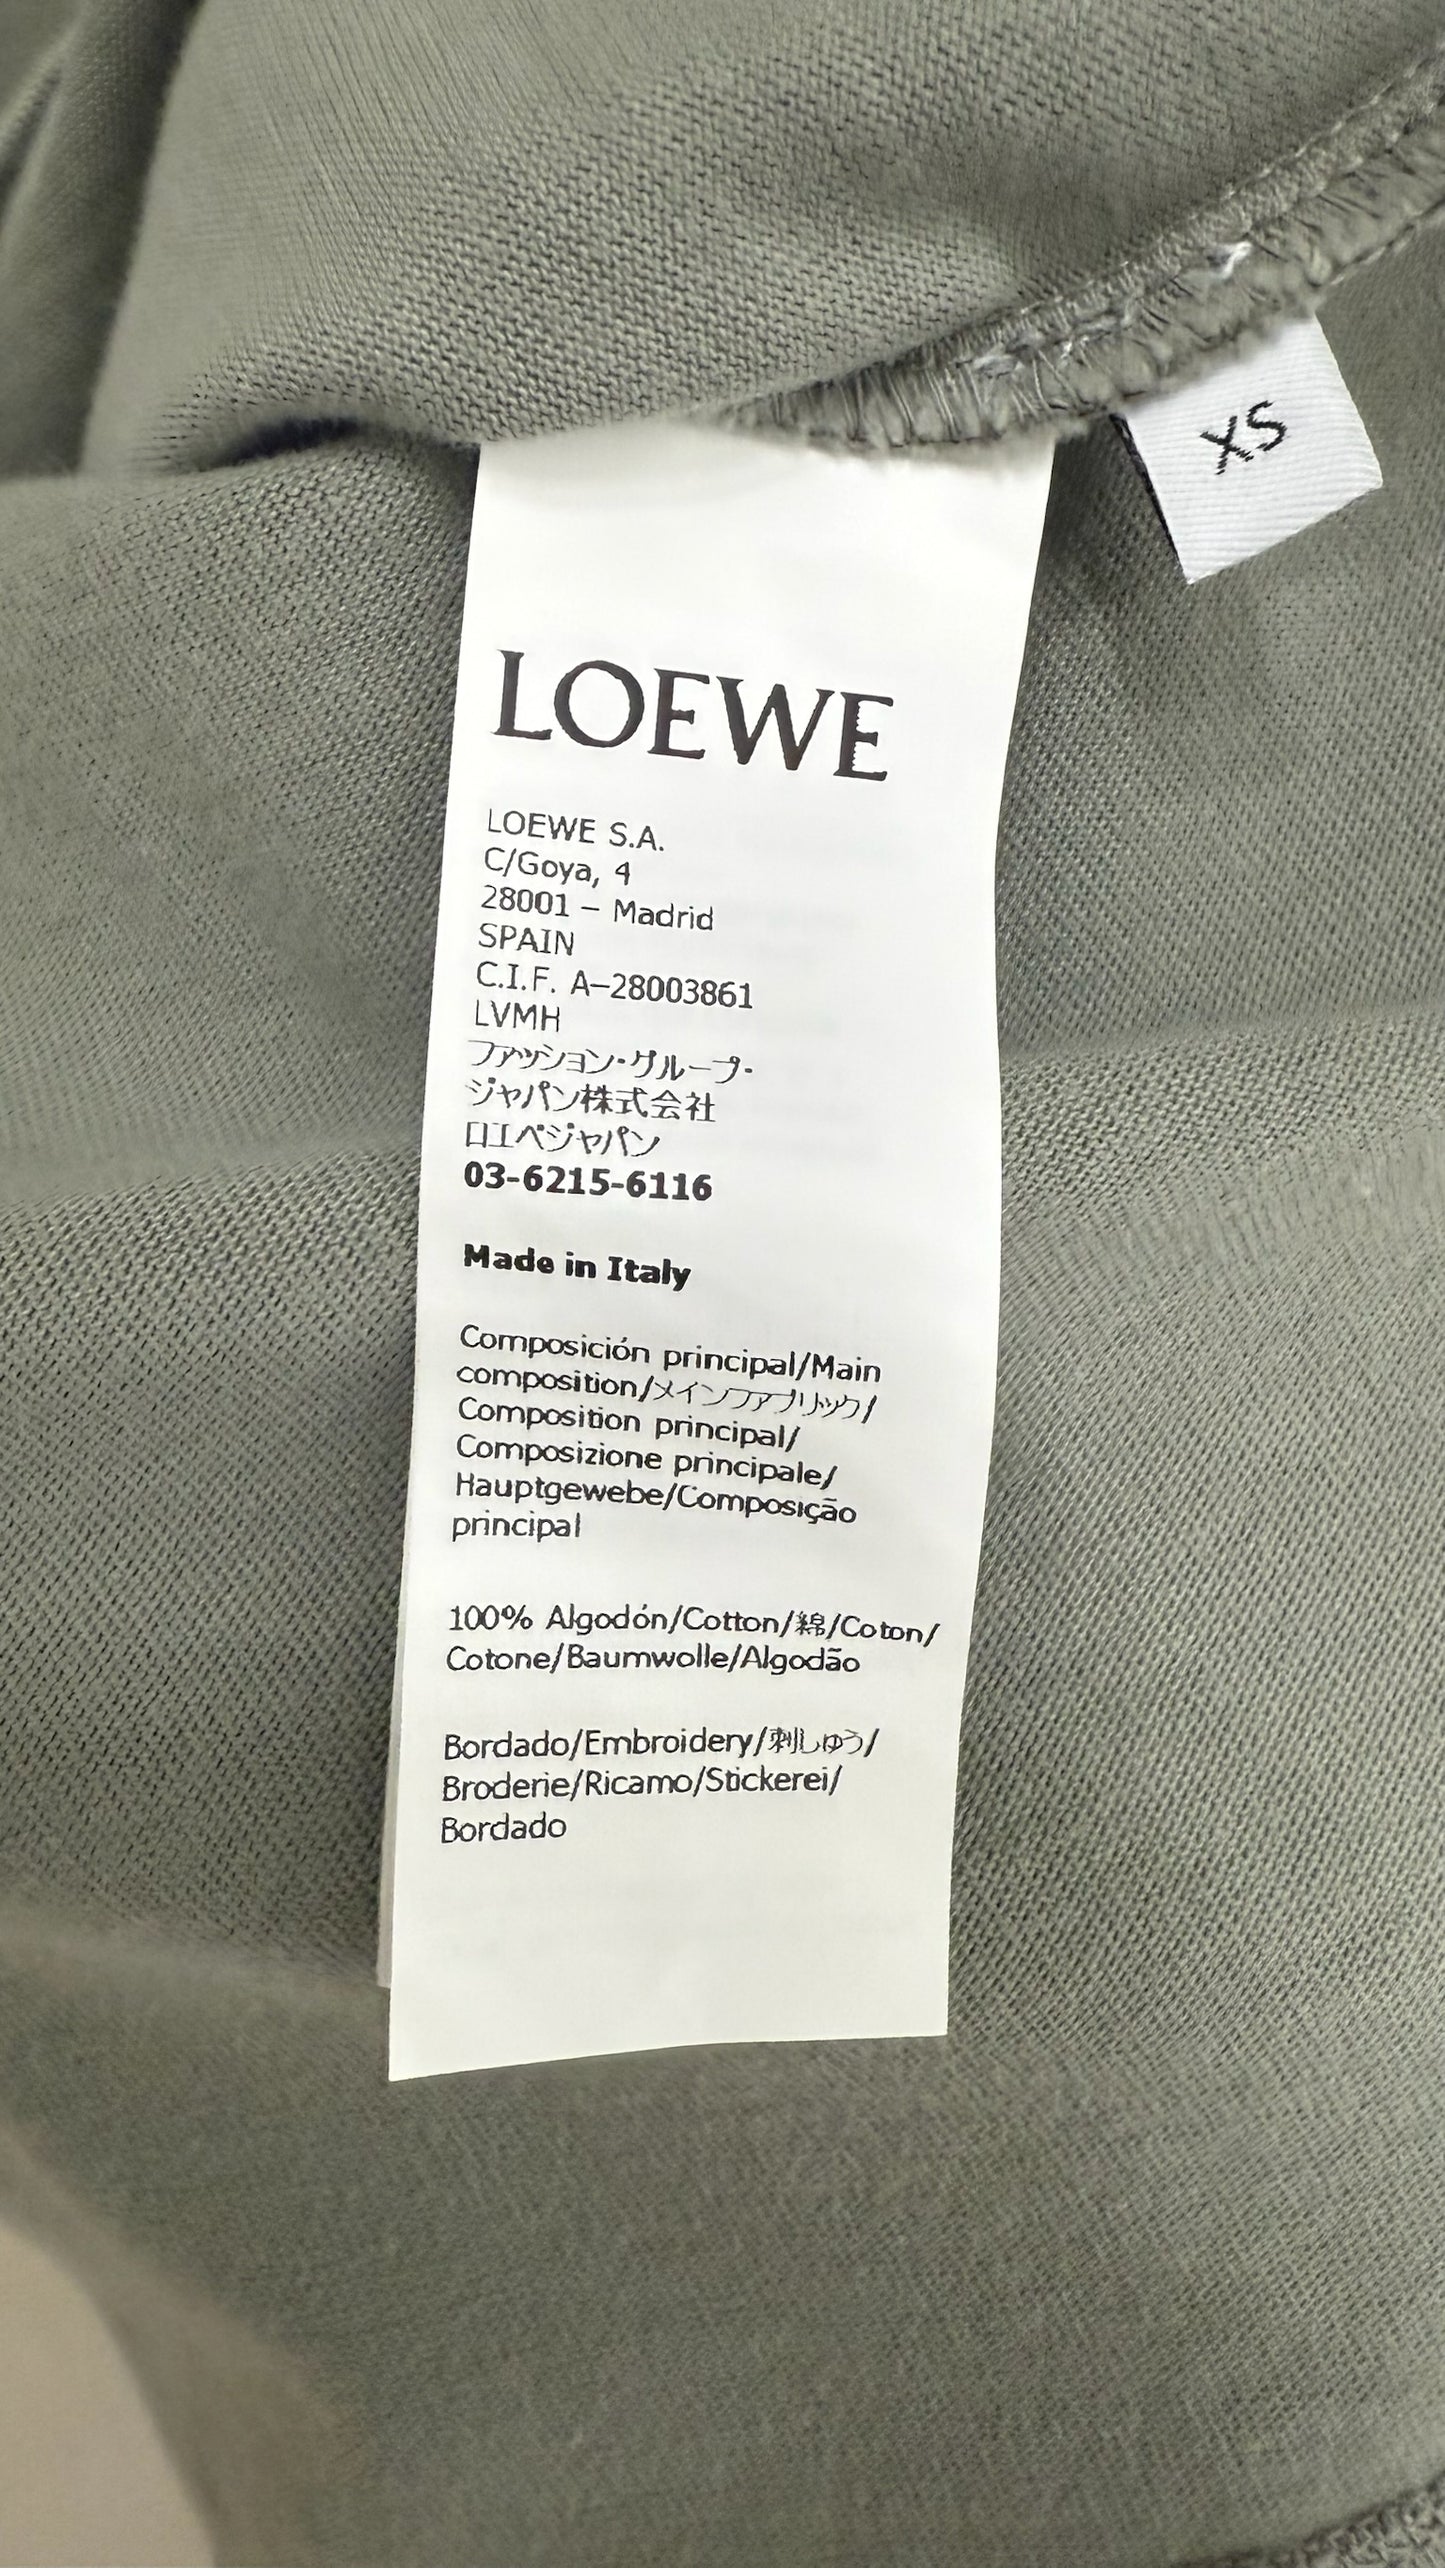 XS
LOEWE
LOEWE S.A.
C/Goya, 4
28001 – Madrid
SPAIN
C.I.F. A–28003861
LVMH
ファッション・グループ・
ジャパン株式会社
ロエベジャパン
03-6215-6116
Made in Italy
Composición principal/Main
composition/メインファブリック/
Composition principal/
Composizione principale/
Hauptgewebe/Composição
principal
100% Algodón/Cotton/綿/Coton/
Cotone/Baumwolle/Algodão
Bordado/Embroidery/刺しゅう/
Broderie/Ricamo/Stickerei/
Bordado